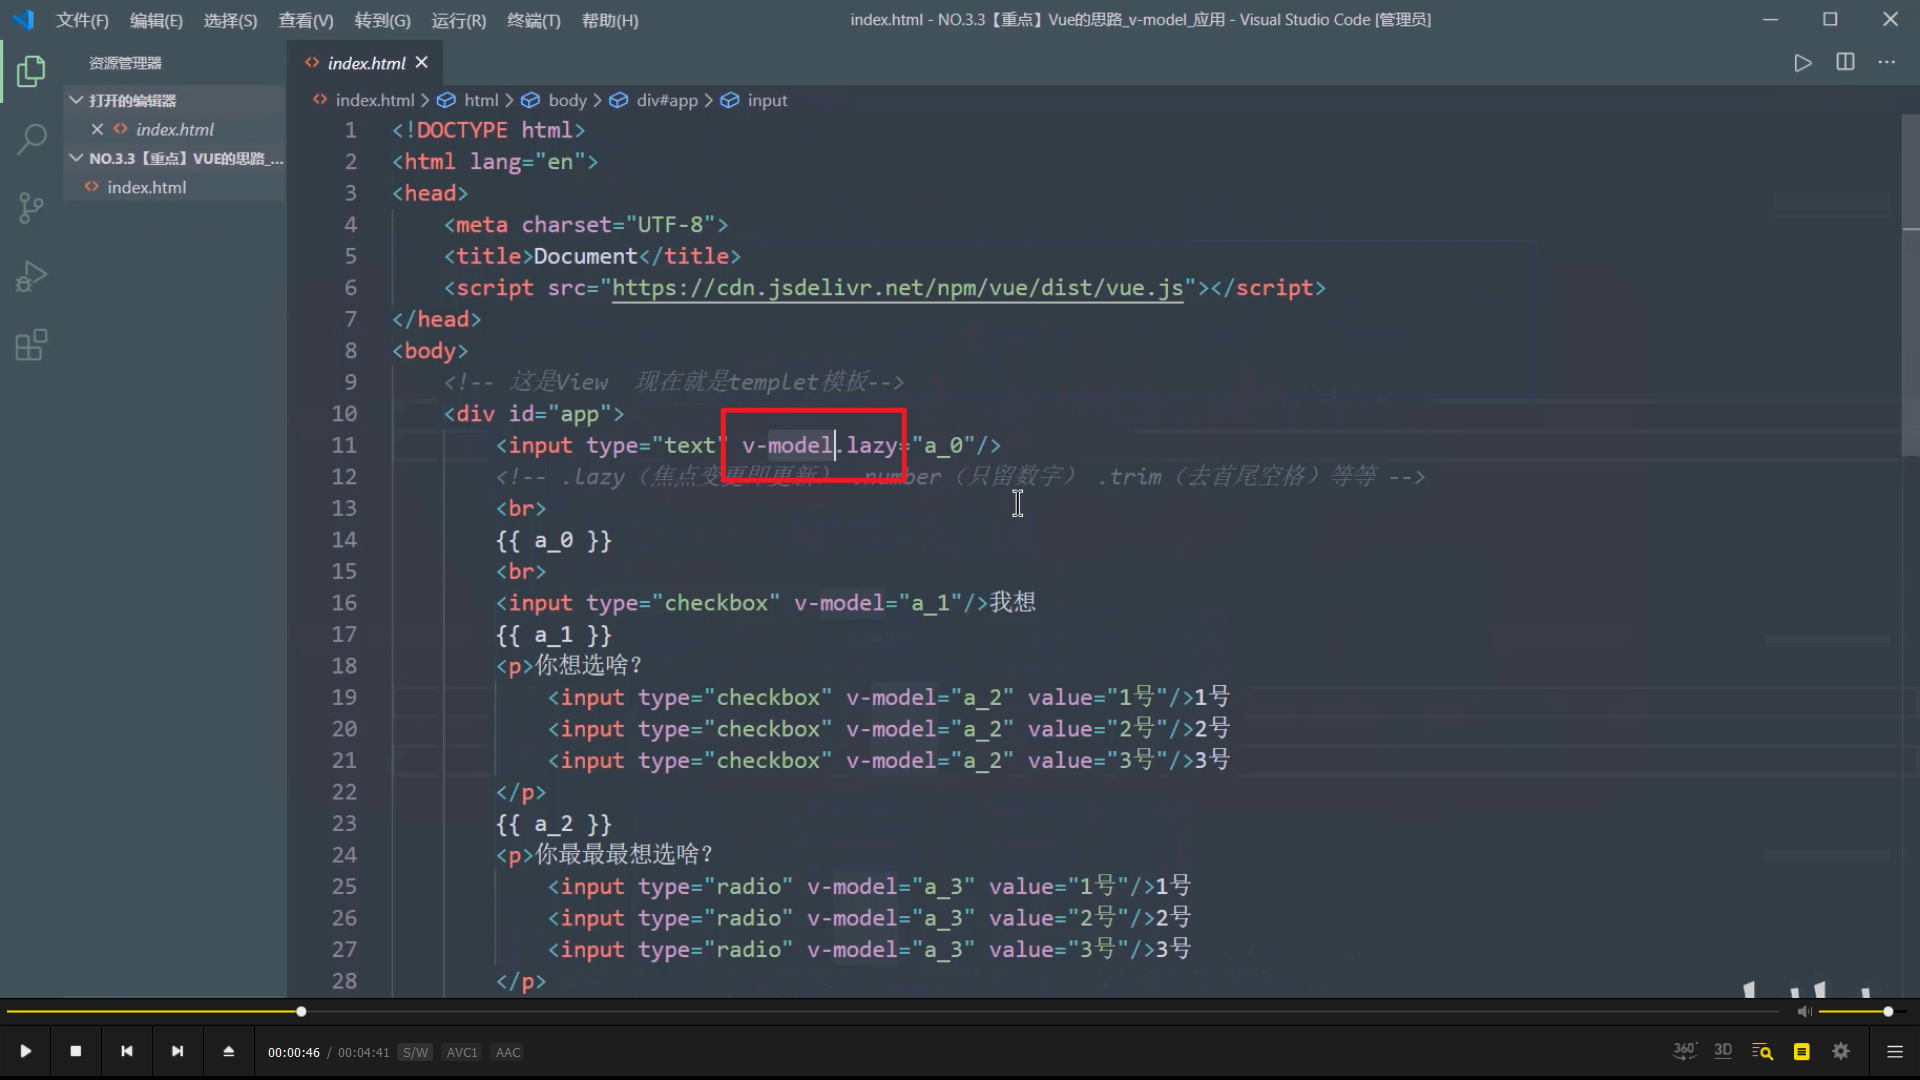 文件(F) 编辑(E) 选择(S) 查看(V) 转到(G) 运行(R) 终端(T) 帮助(H) index.html - NO.3.3【重点】Vue的思路_v-model_应用 - Visual Studio Code [管理员]
资源管理器
打开的编辑器
index.html
NO.3.3【重点】VUE的思路_...
index.html
index.html
index.html > html > body > div#app > input
1 <!DOCTYPE html>
2 <html lang="en">
3 <head>
4 <meta charset="UTF-8">
5 <title>Document</title>
6 <script src="https://cdn.jsdelivr.net/npm/vue/dist/vue.js"></script>
7 </head>
8 <body>
9 <!-- 这是View 现在就是templet模板-->
10 <div id="app">
11 <input type="text" v-model.lazy="a_0"/>
12 <!-- .lazy（焦点变更即更新） .number（只留数字） .trim（去首尾空格）等等 -->
13 <br>
14 {{ a_0 }}
15 <br>
16 <input type="checkbox" v-model="a_1"/>我想
17 {{ a_1 }}
18 <p>你想选啥?
19 <input type="checkbox" v-model="a_2" value="1号"/>1号
20 <input type="checkbox" v-model="a_2" value="2号"/>2号
21 <input type="checkbox" v-model="a_2" value="3号"/>3号
22 </p>
23 {{ a_2 }}
24 <p>你最最最想选啥?
25 <input type="radio" v-model="a_3" value="1号"/>1号
26 <input type="radio" v-model="a_3" value="2号"/>2号
27 <input type="radio" v-model="a_3" value="3号"/>3号
28 </p>
00:00:46 / 00:04:41 S/W AVC1 AAC
360° 3D